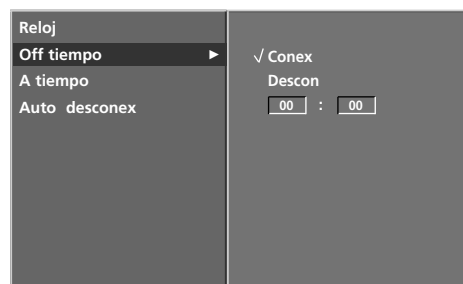 Reloj
Off tiempo ►
A tiempo
Auto desconex
√ Conex
Descon
00 : 00